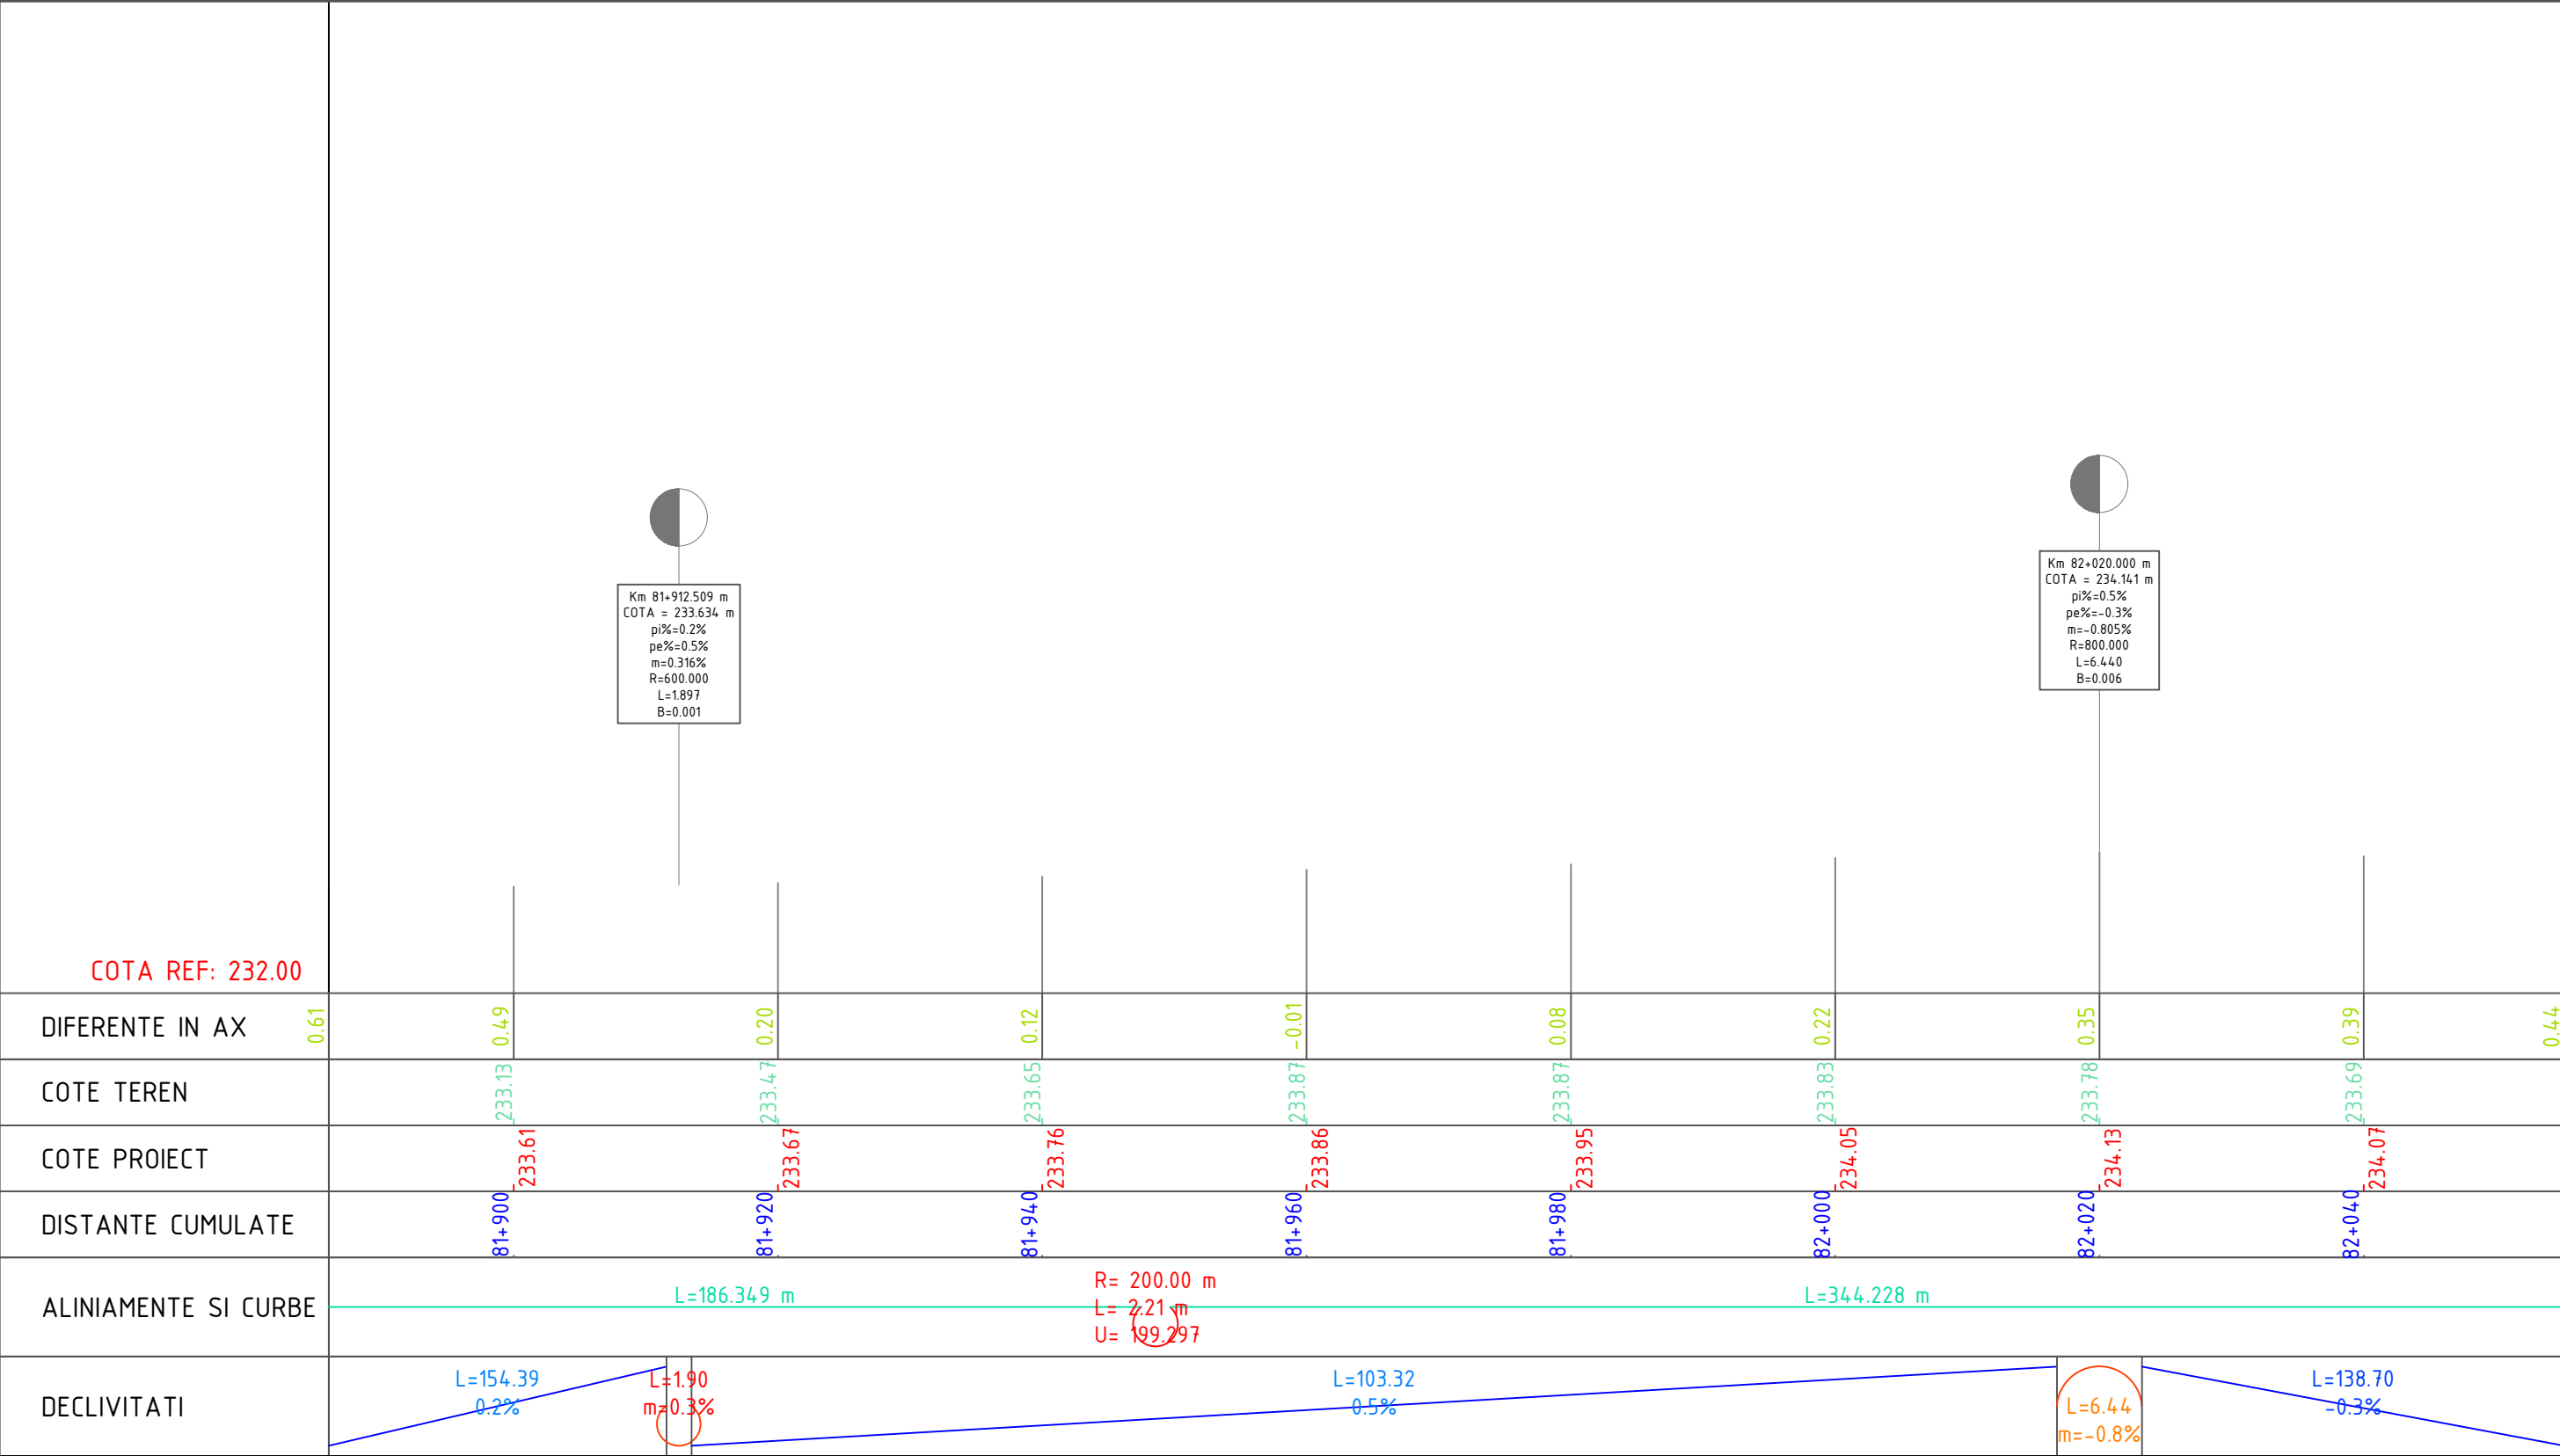 Km 81+912.509 m
COTA = 233.634 m
pi%=0.2%
pe%=0.5%
m=0.316%
R=600.000
L=1.897
B=0.001
Km 82+020.000 m
COTA = 234.141 m
pi%=0.5%
pe%=-0.3%
m=-0.805%
R=800.000
L=6.440
B=0.006
COTA REF: 232.00
DIFERENTE IN AX 0.61 0.49 0.20 0.12 -0.01 0.08 0.22 0.35 0.39 0.44
COTE TEREN 233.13 233.47 233.65 233.87 233.87 233.83 233.78 233.69
COTE PROIECT 233.61 233.67 233.76 233.86 233.95 234.05 234.13 234.07
DISTANTE CUMULATE 81+900 81+920 81+940 81+960 81+980 82+000 82+020 82+040
ALINIAMENTE SI CURBE
L=186.349 m
R= 200.00 m
L= 2.21 m
U= 199.297
L=344.228 m
DECLIVITATI
L=154.39
0.2%
L=1.90
m=0.3%
L=103.32
0.5%
L=6.44
m=-0.8%
L=138.70
-0.3%